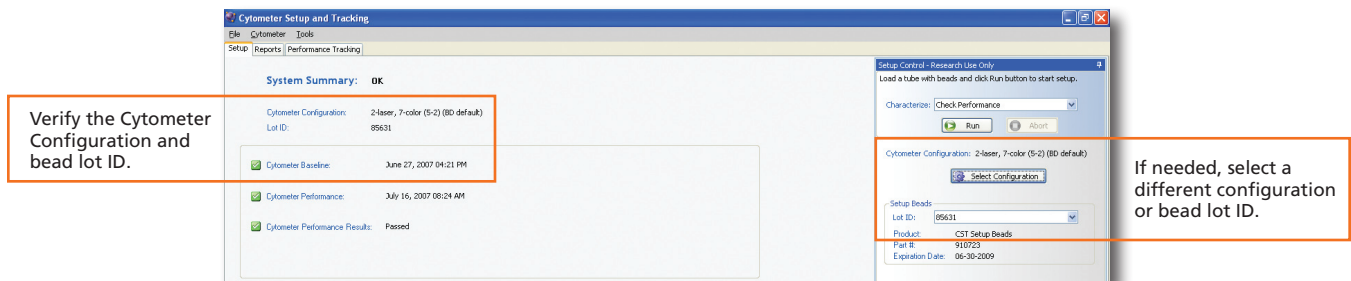 Cytometer Setup and Tracking
File Cytometer Tools
Setup Reports Performance Tracking
System Summary: OK
Cytometer Configuration: 2-laser, 7-color (5-2) (BD default)
Lot ID: 85631
Cytometer Baseline: June 27, 2007 04:21 PM
Cytometer Performance: July 16, 2007 08:24 AM
Cytometer Performance Results: Passed
Setup Control - Research Use Only
Load a tube with beads and click Run button to start setup.
Characterize: Check Performance
Run Abort
Cytometer Configuration: 2-laser, 7-color (5-2) (BD default)
Select Configuration
Setup Beads
Lot ID: 85631
Product: CST Setup Beads
Part #: 910723
Expiration Date: 06-30-2009
Verify the Cytometer
Configuration and
bead lot ID.
If needed, select a
different configuration
or bead lot ID.